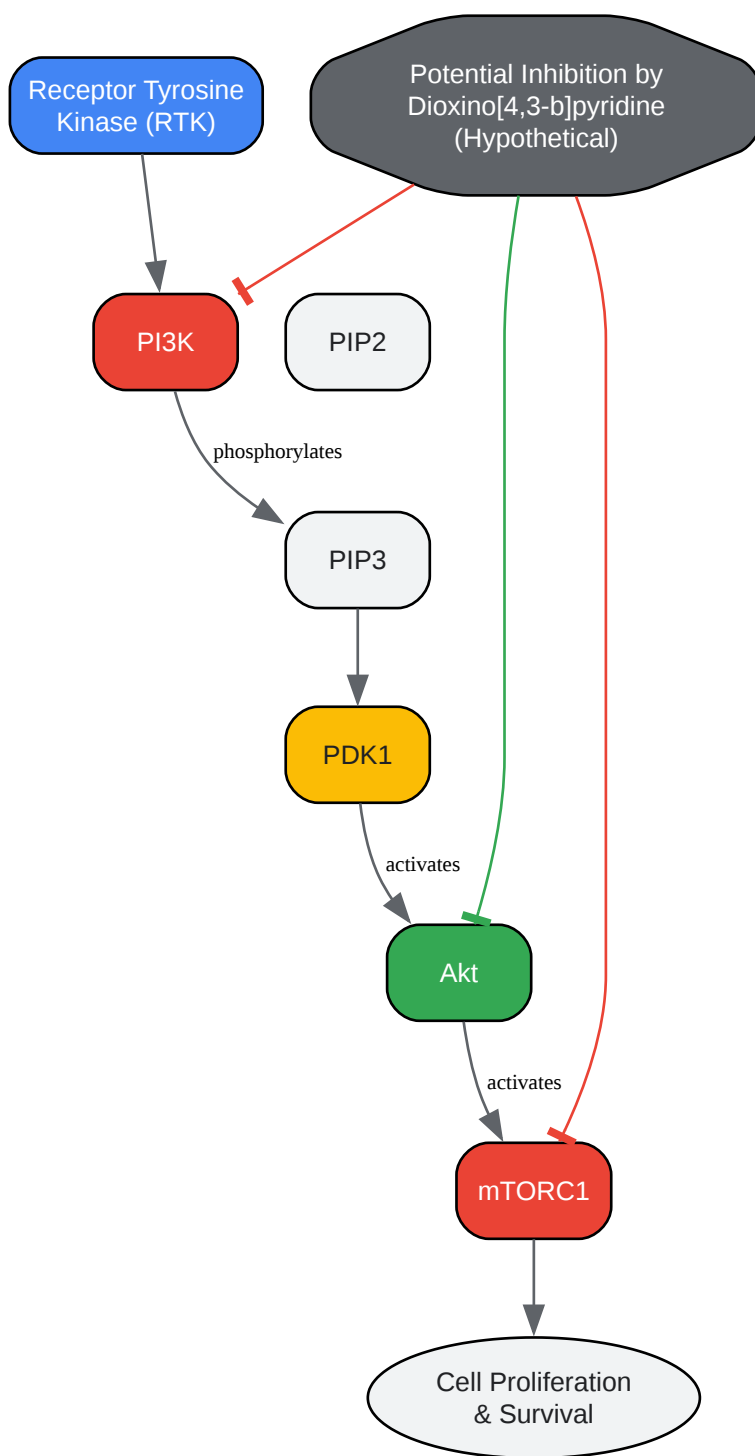 Receptor Tyrosine
Kinase (RTK)
Potential Inhibition by
Dioxino[4,3-b]pyridine
(Hypothetical)
PI3K
PIP2
phosphorylates
PIP3
PDK1
activates
Akt
activates
mTORC1
Cell Proliferation
& Survival